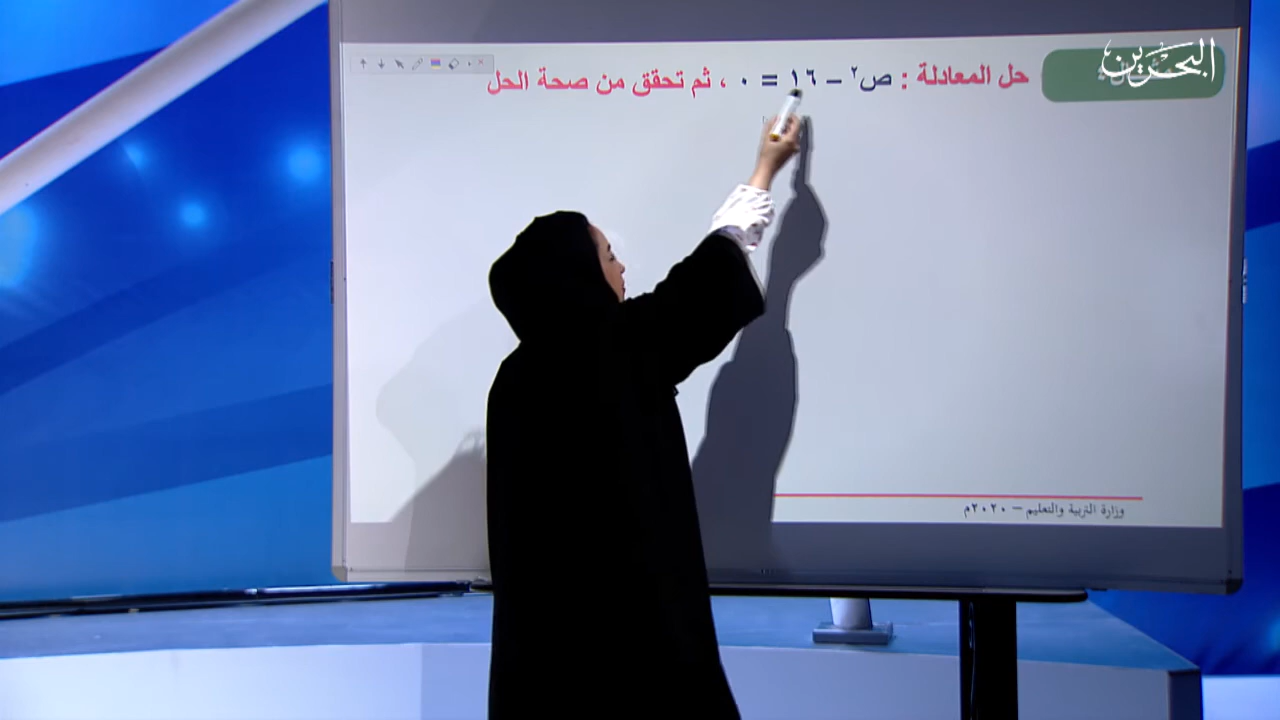 البحرين
حل المعادلة : ص٢ – ١٦ = ٠ ، ثم تحقق من صحة الحل
وزارة التربية والتعليم – ٢٠٢٠م